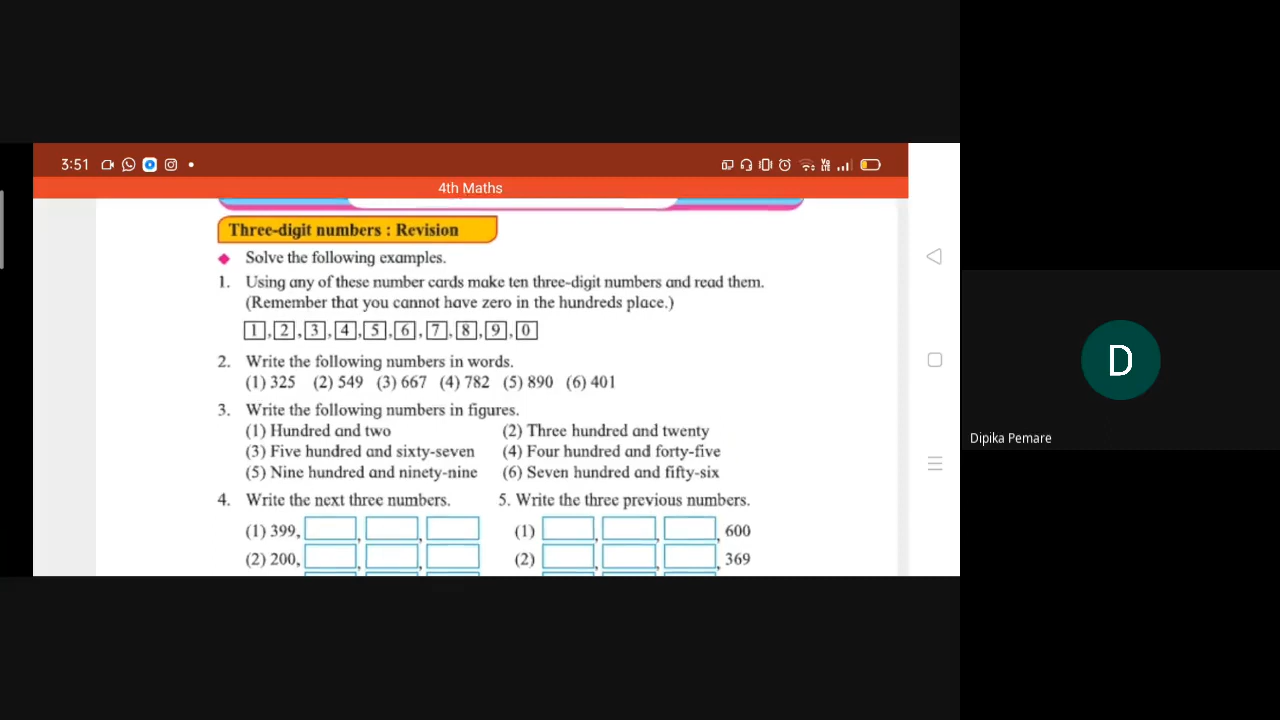 3:51
4th Maths
Three-digit numbers : Revision
Solve the following examples.
1. Using any of these number cards make ten three-digit numbers and read them.
(Remember that you cannot have zero in the hundreds place.)
1, 2, 3, 4, 5, 6, 7, 8, 9, 0
2. Write the following numbers in words.
(1) 325 (2) 549 (3) 667 (4) 782 (5) 890 (6) 401
3. Write the following numbers in figures.
(1) Hundred and two (2) Three hundred and twenty
(3) Five hundred and sixty-seven (4) Four hundred and forty-five
(5) Nine hundred and ninety-nine (6) Seven hundred and fifty-six
4. Write the next three numbers. 5. Write the three previous numbers.
(1) 399, , , (1) , , , 600
(2) 200, , , (2) , , , 369
D
Dipika Pemare